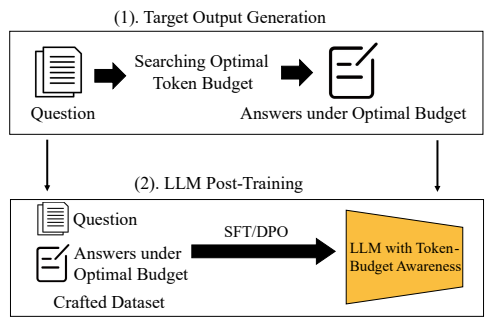 (1). Target Output Generation
Searching Optimal
Token Budget
Question
Answers under Optimal Budget
(2). LLM Post-Training
Question
Answers under
Optimal Budget
Crafted Dataset
SFT/DPO
LLM with Token-
Budget Awareness